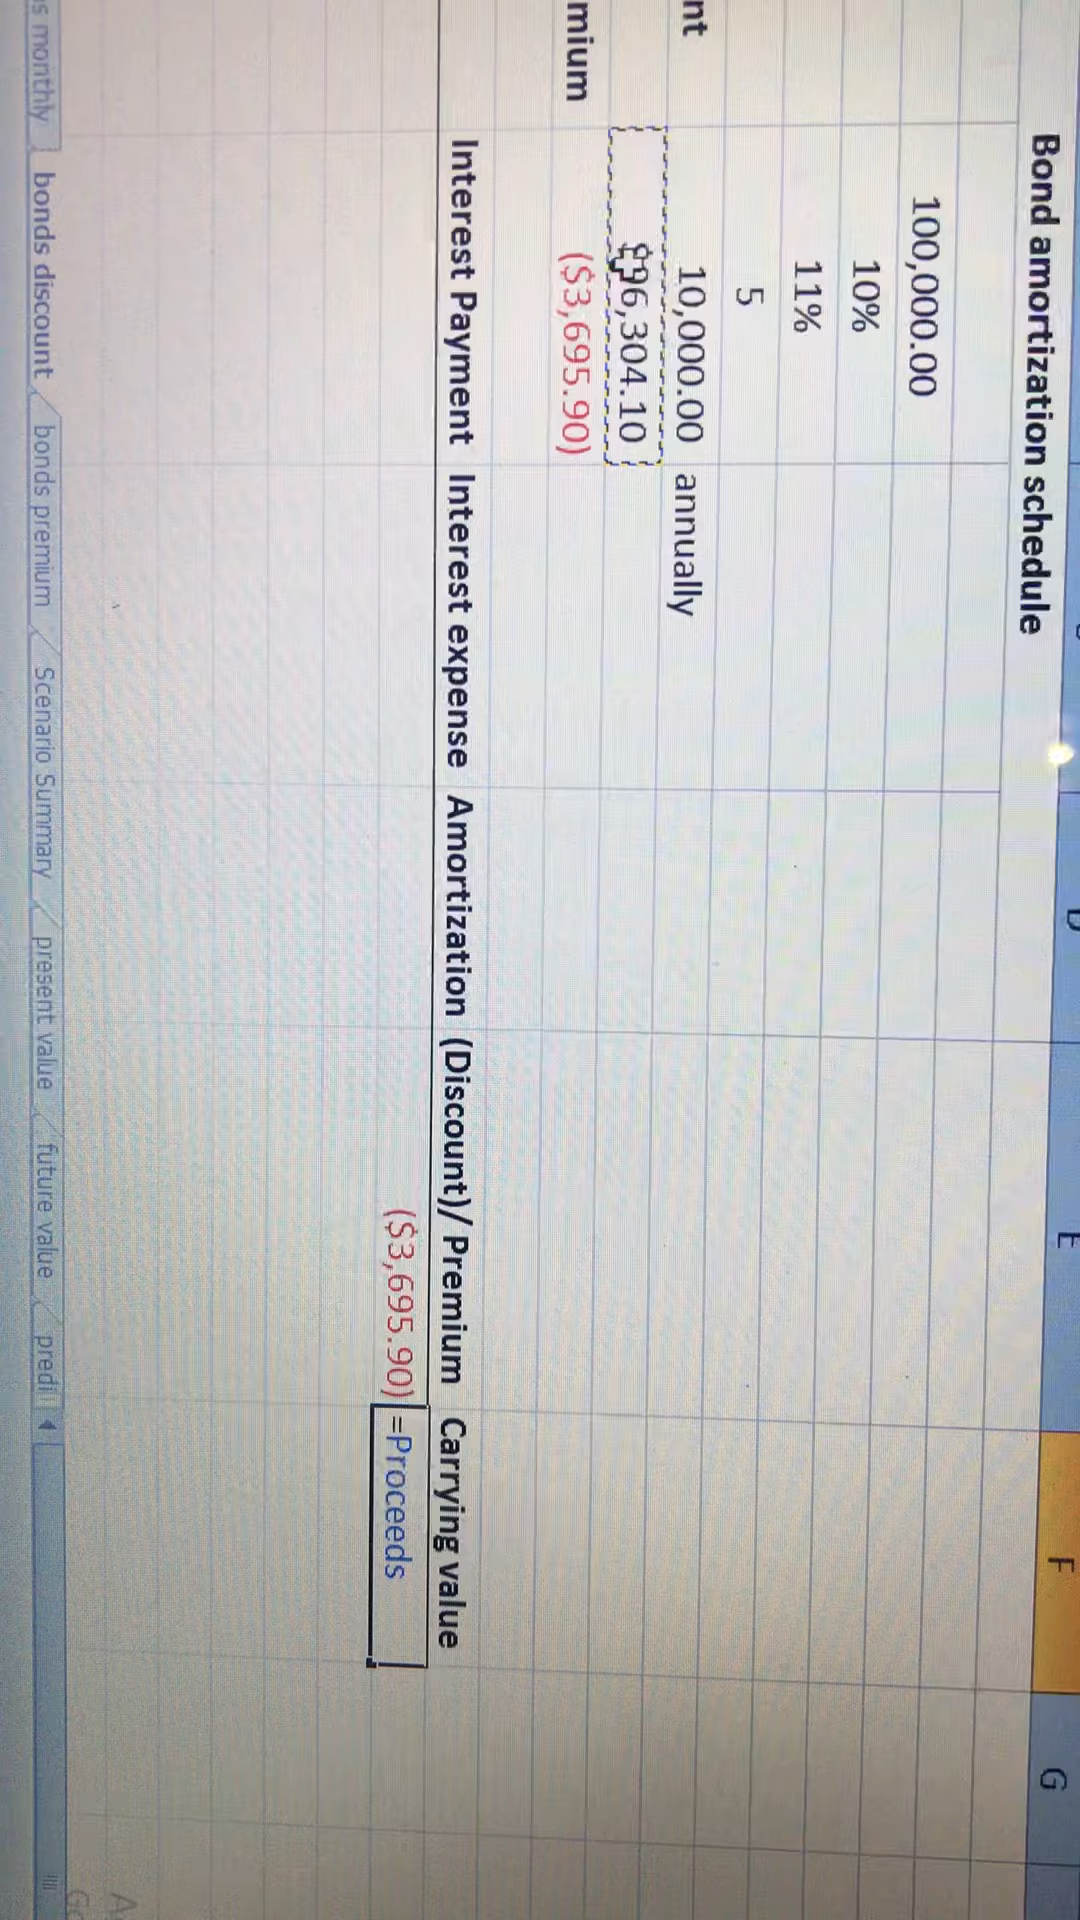 D E F G
Bond amortization schedule
100,000.00
10%
11%
5
nt 10,000.00 annually
$96,304.10
mium ($3,695.90)
Interest Payment Interest expense Amortization (Discount)/ Premium Carrying value
($3,695.90) =Proceeds
s monthly bonds discount bonds premium Scenario Summary present value future value predi